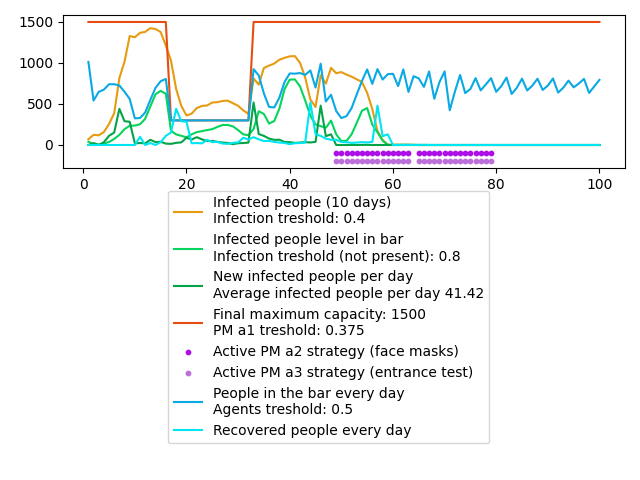 1500
1000
500
0
0 20 40 60 80 100
Infected people (10 days)
Infection treshold: 0.4
Infected people level in bar
Infection treshold (not present): 0.8
New infected people per day
Average infected people per day 41.42
Final maximum capacity: 1500
PM a1 treshold: 0.375
Active PM a2 strategy (face masks)
Active PM a3 strategy (entrance test)
People in the bar every day
Agents treshold: 0.5
Recovered people every day